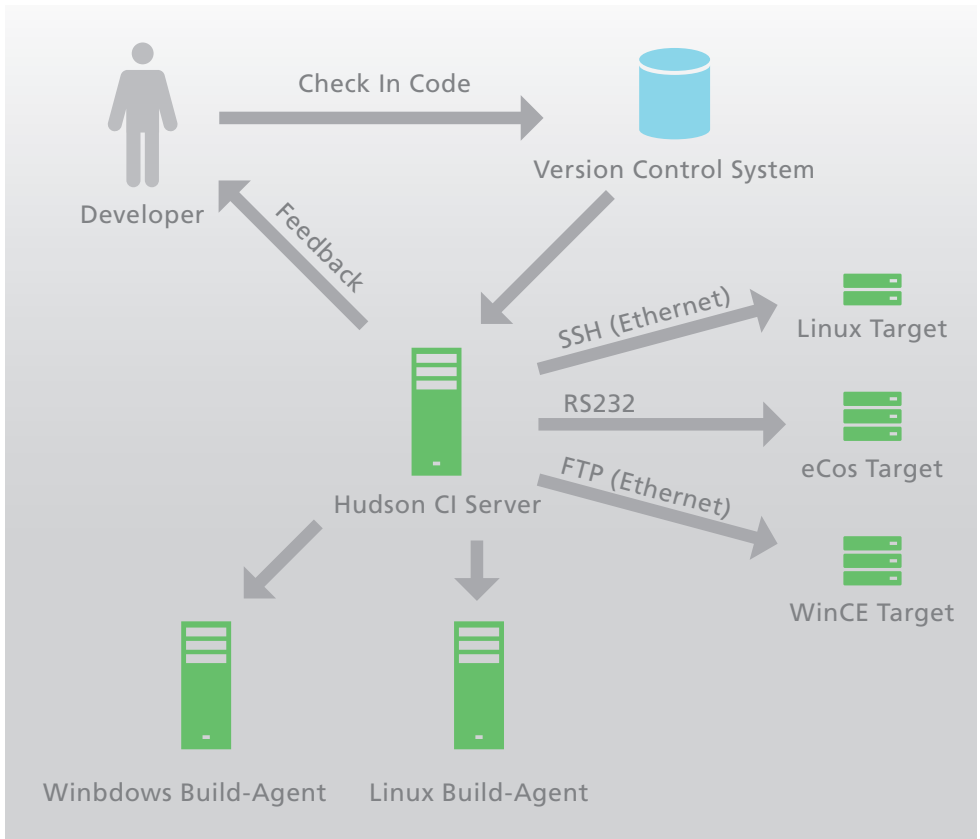 Check In Code
Version Control System
Developer
Feedback
SSH (Ethernet)
Linux Target
RS232
eCos Target
FTP (Ethernet)
Hudson CI Server
WinCE Target
Winbdows Build-Agent
Linux Build-Agent